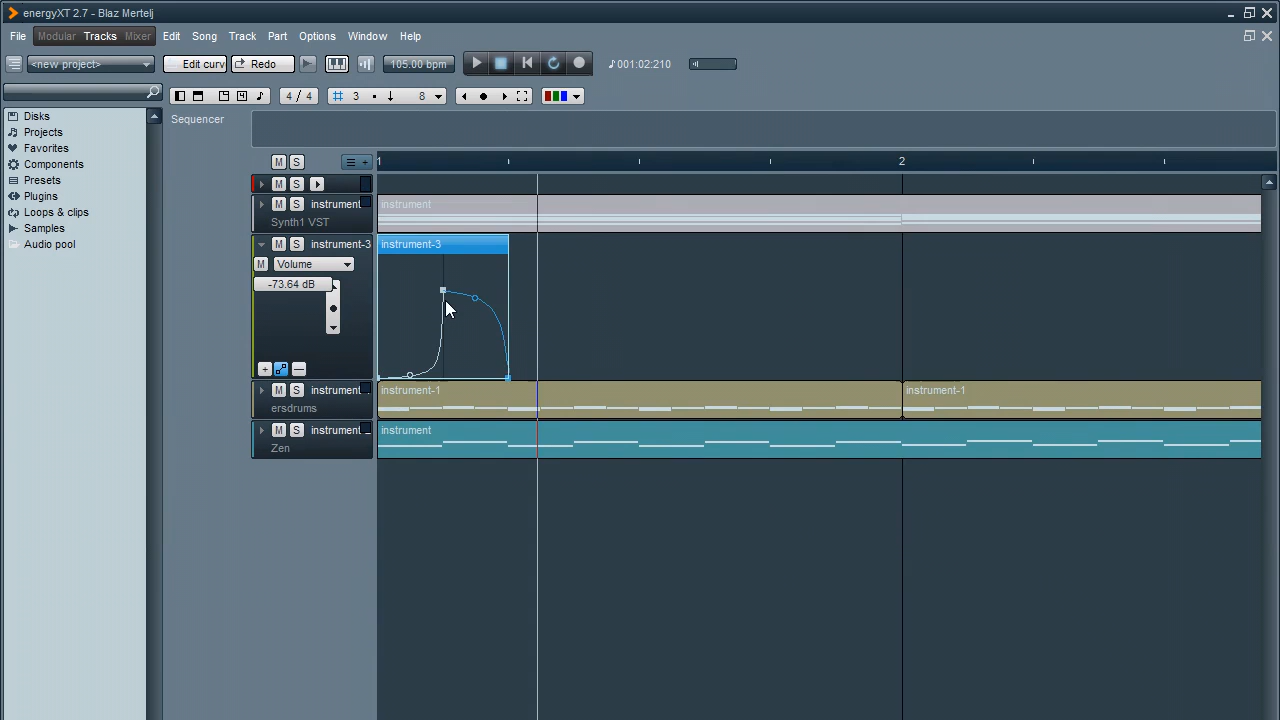 energyXT 2.7 - Blaz Mertelj
File Modular Tracks Mixer Edit Song Track Part Options Window Help
<new project> Edit curv Redo 105.00 bpm 001:02:210
4 / 4 3 8
Disks
Projects
Favorites
Components
Presets
Plugins
Loops & clips
Samples
Audio pool
Sequencer
M S 1 2
M S
M S instrument instrument
Synth1 VST
M S instrument-3 instrument-3
M Volume
-73.64 dB
M S instrument instrument-1 instrument-1
ersdrums
M S instrument instrument
Zen